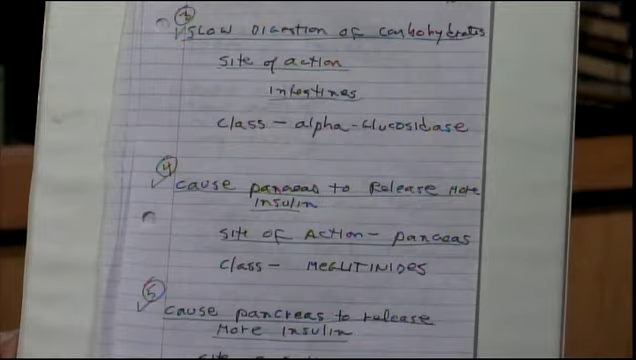 SLOW DIGESTION OF carbohydrates
Site of action
Intestines
Class - alpha-Glucosidase
4
cause pancreas to Release More
Insulin
Site OF Action - pancreas
Class - MEGLITINIDES
5
Cause pancreas to release
More insulin